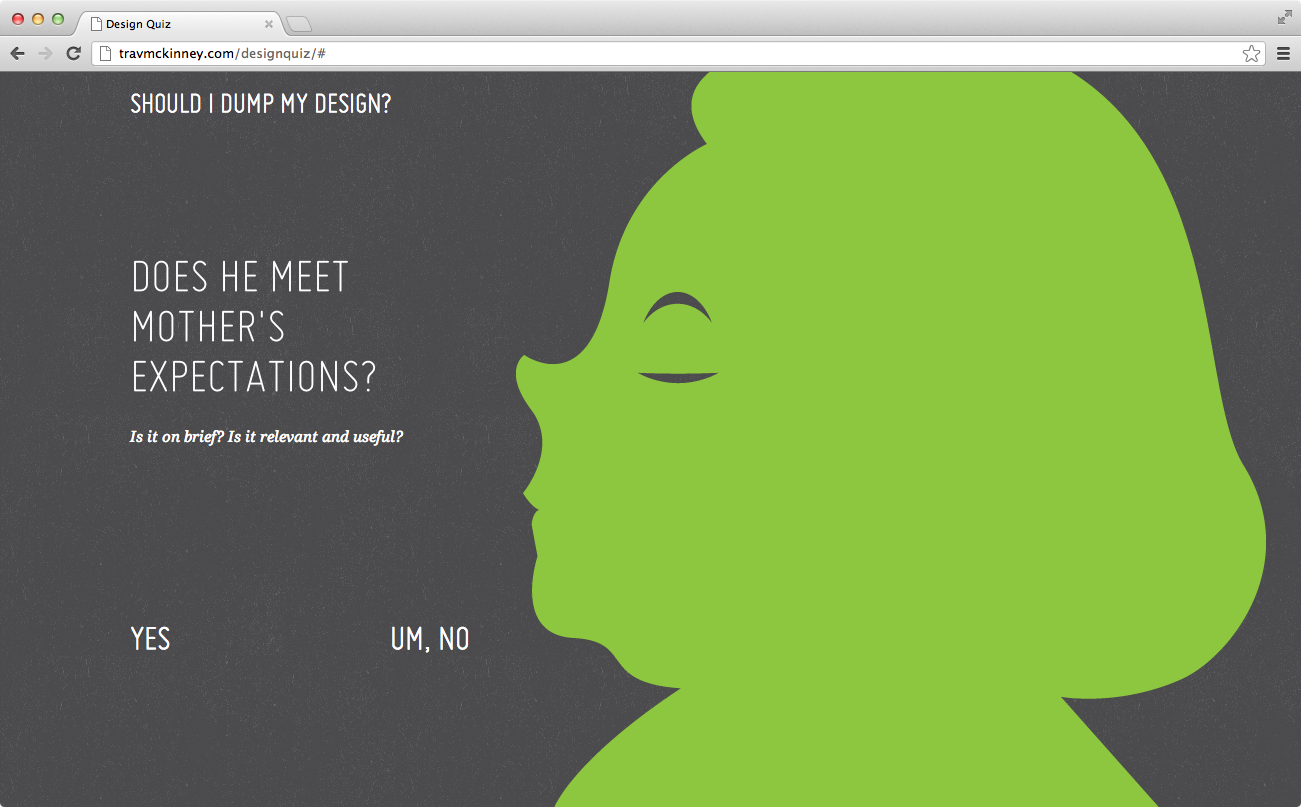 Design Quiz
travmckinney.com/designquiz/#
SHOULD I DUMP MY DESIGN?
DOES HE MEET
MOTHER'S
EXPECTATIONS?
Is it on brief? Is it relevant and useful?
YES
UM, NO